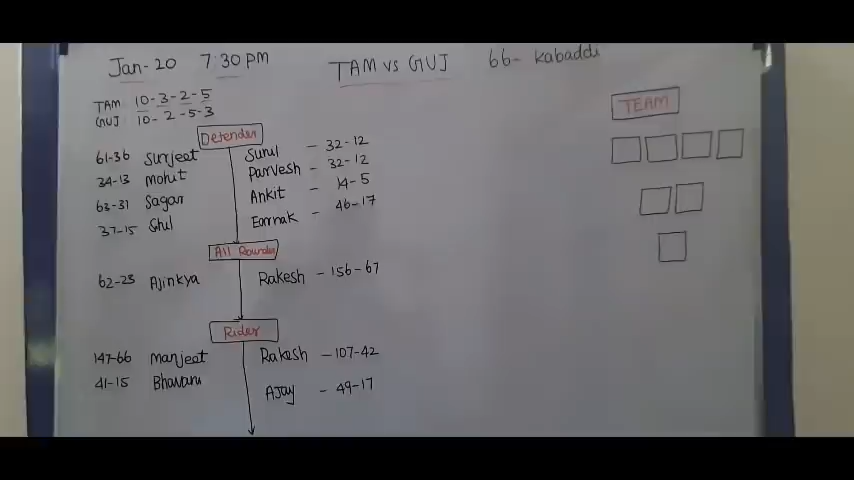 Jan-20 7:30 PM TAM VS GUJ 66- Kabaddi
TAM 10-3-2-5
GUJ 10-2-5-3
TEAM
Defender
61-36 Surjeet Sunil - 32-12
34-13 Mohit Parvesh - 32-12
63-31 Sagar Ankit - 14-5
37-15 - 46-17
All Rounder
62-23 Ajinkya Rakesh - 156-67
Rider
147-66 Manjeet Rakesh - 107-42
41-15 Bhavani Ajay - 49-17